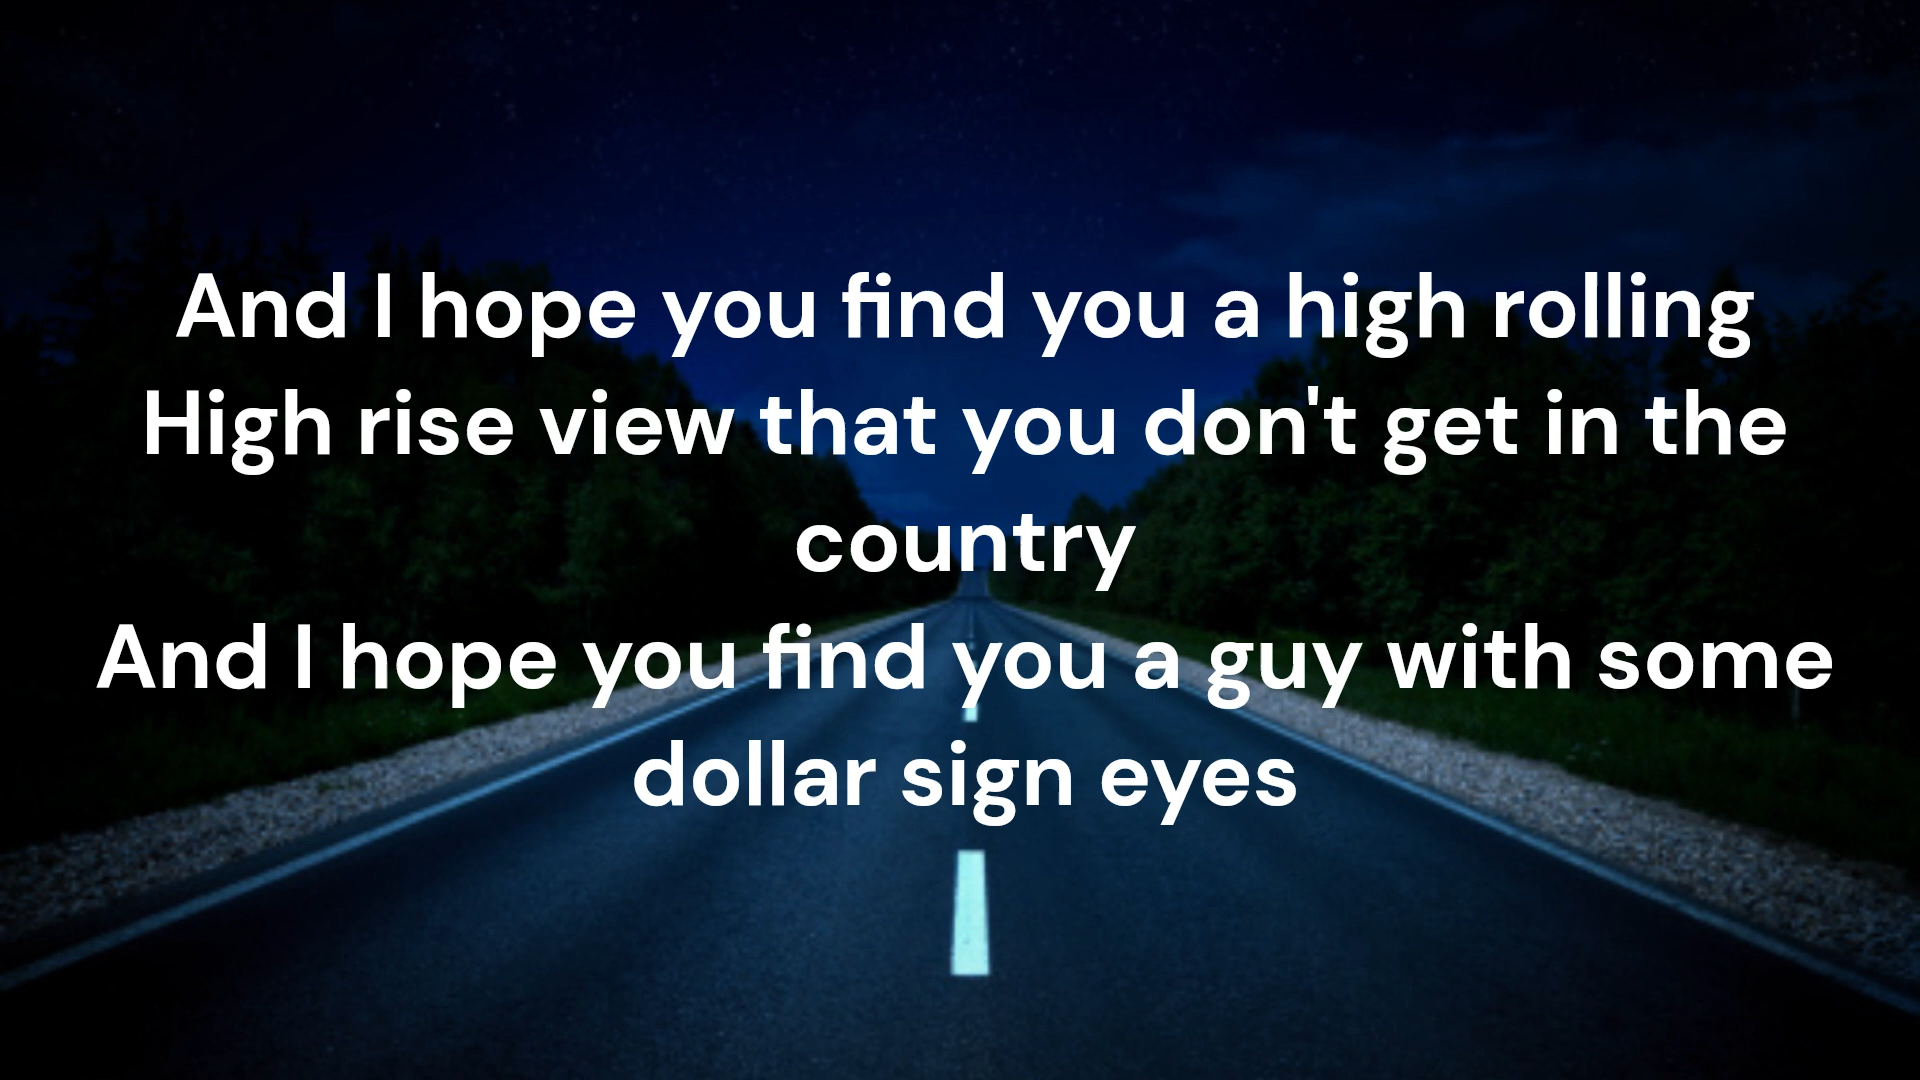 And I hope you find you a high rolling
High rise view that you don't get in the
country
And I hope you find you a guy with some
dollar sign eyes